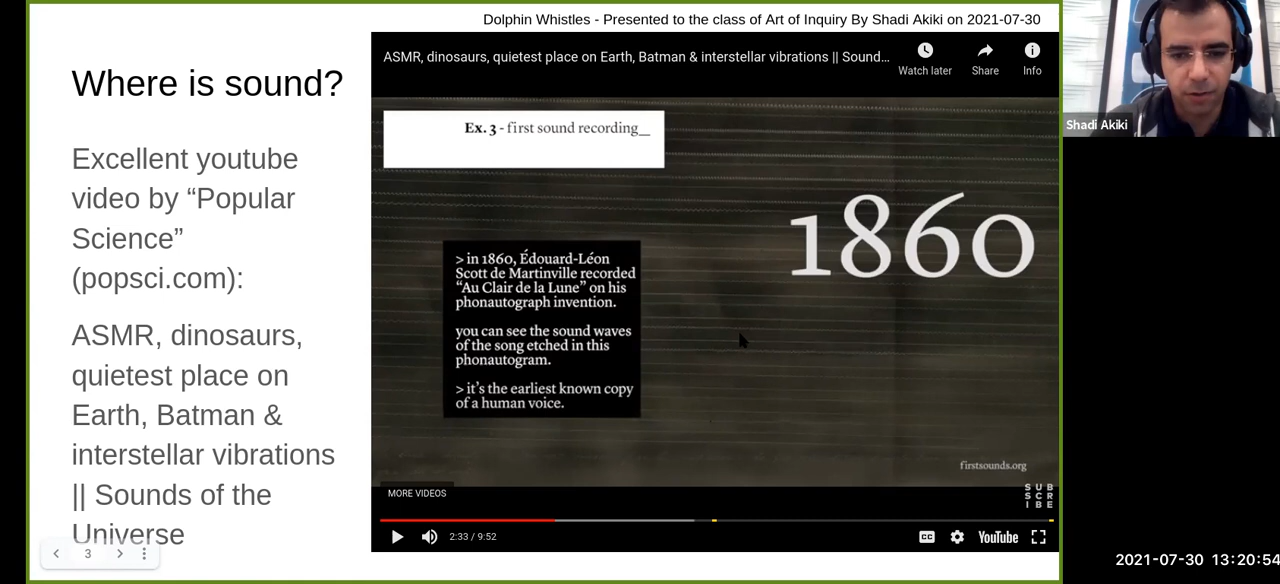 Dolphin Whistles - Presented to the class of Art of Inquiry By Shadi Akiki on 2021-07-30
Where is sound?
Excellent youtube
video by “Popular
Science”
(popsci.com):
ASMR, dinosaurs,
quietest place on
Earth, Batman &
interstellar vibrations
|| Sounds of the
Universe
3
ASMR, dinosaurs, quietest place on Earth, Batman & interstellar vibrations || Sound...
Watch later
Share
Info
Ex. 3 - first sound recording_
1860
> in 1860, Édouard-Léon
Scott de Martinville recorded
“Au Clair de la Lune” on his
phonautograph invention.
you can see the sound waves
of the song etched in this
phonautogram.
> it’s the earliest known copy
of a human voice.
firstsounds.org
MORE VIDEOS
SUB
SCR
IBE
2:33 / 9:52
CC
YouTube
Shadi Akiki
2021-07-30 13:20:54